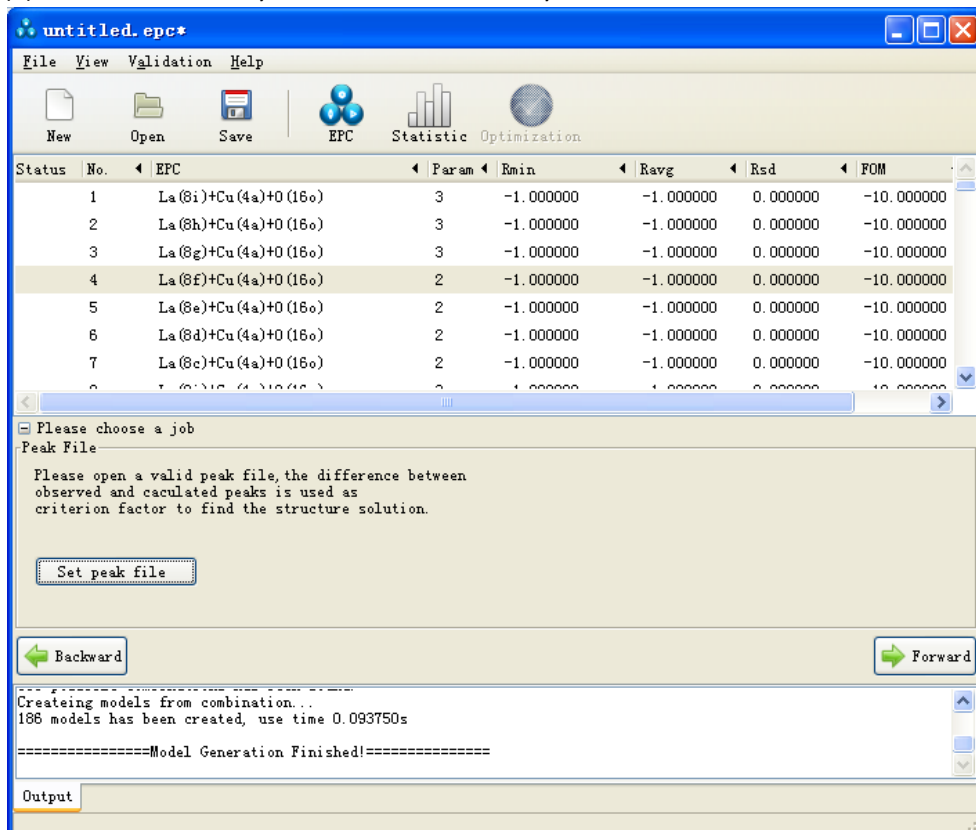 untitled.epc*
File View Validation Help
New Open Save EPC Statistic Optimization
Status No. EPC Param Rmin Ravg Rsd FOM
1 La(8i)+Cu(4a)+O(16o) 3 -1.000000 -1.000000 0.000000 -10.000000
2 La(8h)+Cu(4a)+O(16o) 3 -1.000000 -1.000000 0.000000 -10.000000
3 La(8g)+Cu(4a)+O(16o) 3 -1.000000 -1.000000 0.000000 -10.000000
4 La(8f)+Cu(4a)+O(16o) 2 -1.000000 -1.000000 0.000000 -10.000000
5 La(8e)+Cu(4a)+O(16o) 2 -1.000000 -1.000000 0.000000 -10.000000
6 La(8d)+Cu(4a)+O(16o) 2 -1.000000 -1.000000 0.000000 -10.000000
7 La(8c)+Cu(4a)+O(16o) 2 -1.000000 -1.000000 0.000000 -10.000000
Please choose a job
Peak File
Please open a valid peak file, the difference between
observed and caculated peaks is used as
criterion factor to find the structure solution.
Set peak file
Backward Forward
Createing models from combination...
186 models has been created, use time 0.093750s
================Model Generation Finished!===============
Output